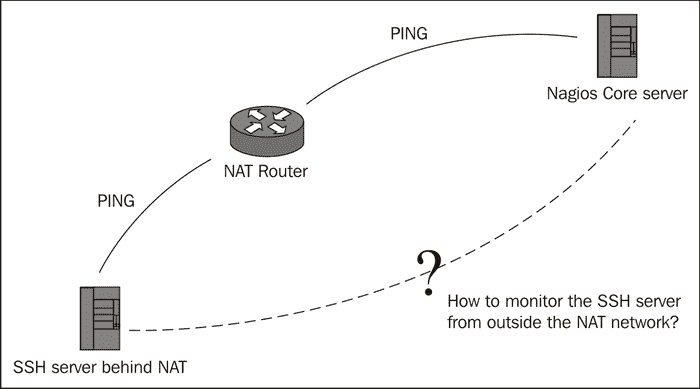 PING
Nagios Core server
NAT Router
PING
?
How to monitor the SSH server
from outside the NAT network?
SSH server behind NAT